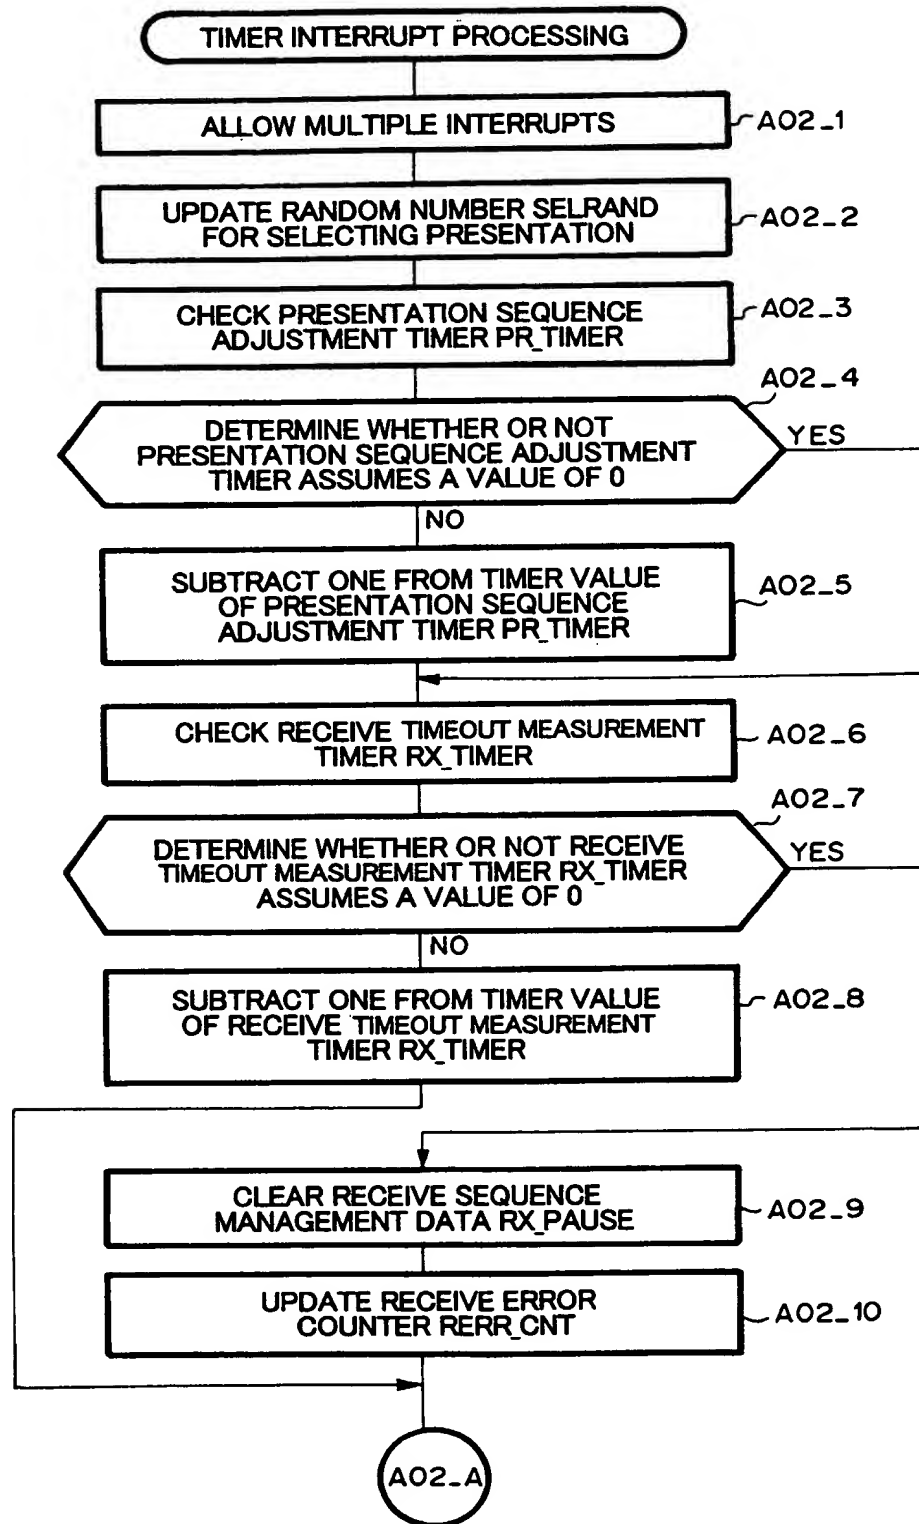 TIMER INTERRUPT PROCESSING
ALLOW MULTIPLE INTERRUPTS
A02_1
UPDATE RANDOM NUMBER SELRAND
FOR SELECTING PRESENTATION
A02_2
CHECK PRESENTATION SEQUENCE
ADJUSTMENT TIMER PR_TIMER
A02_3
A02_4
DETERMINE WHETHER OR NOT
PRESENTATION SEQUENCE ADJUSTMENT
TIMER ASSUMES A VALUE OF 0
YES
NO
SUBTRACT ONE FROM TIMER VALUE
OF PRESENTATION SEQUENCE
ADJUSTMENT TIMER PR_TIMER
A02_5
CHECK RECEIVE TIMEOUT MEASUREMENT
TIMER RX_TIMER
A02_6
A02_7
DETERMINE WHETHER OR NOT RECEIVE
TIMEOUT MEASUREMENT TIMER RX_TIMER
ASSUMES A VALUE OF 0
YES
NO
SUBTRACT ONE FROM TIMER VALUE
OF RECEIVE TIMEOUT MEASUREMENT
TIMER RX_TIMER
A02_8
CLEAR RECEIVE SEQUENCE
MANAGEMENT DATA RX_PAUSE
A02_9
UPDATE RECEIVE ERROR
COUNTER RERR_CNT
A02_10
A02_A